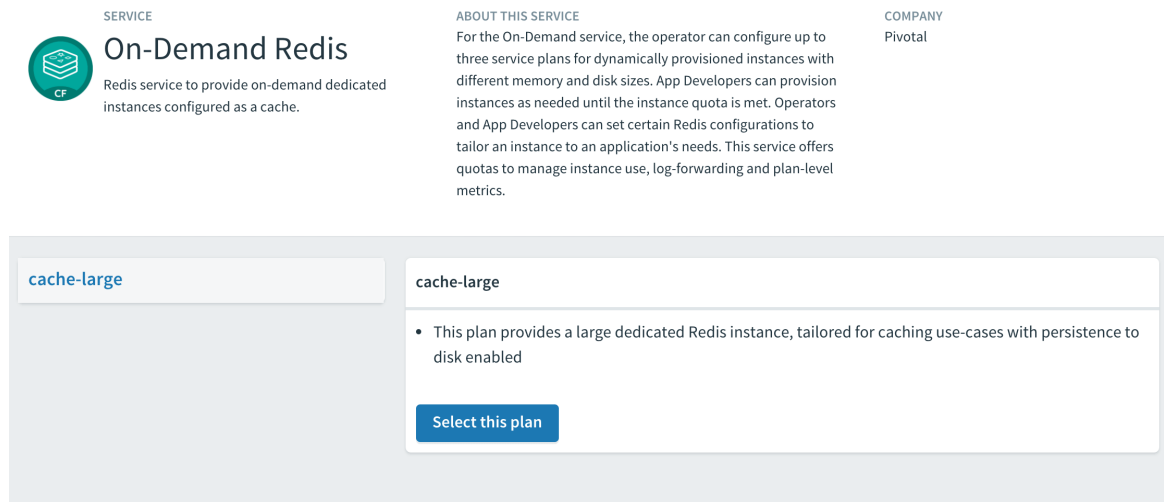 SERVICE
On-Demand Redis
Redis service to provide on-demand dedicated
instances configured as a cache.
CF
ABOUT THIS SERVICE
For the On-Demand service, the operator can configure up to
three service plans for dynamically provisioned instances with
different memory and disk sizes. App Developers can provision
instances as needed until the instance quota is met. Operators
and App Developers can set certain Redis configurations to
tailor an instance to an application's needs. This service offers
quotas to manage instance use, log-forwarding and plan-level
metrics.
COMPANY
Pivotal
cache-large
cache-large
• This plan provides a large dedicated Redis instance, tailored for caching use-cases with persistence to
disk enabled
Select this plan